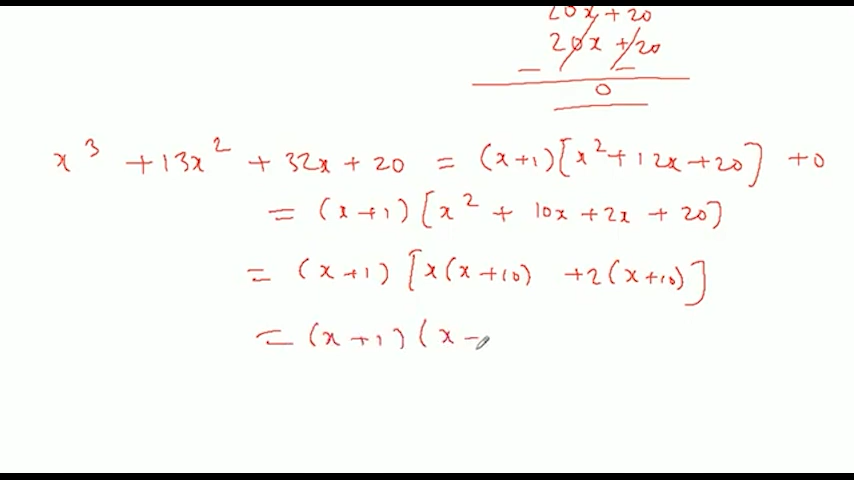 20x + 20
20x + 20
— —
0
x³ + 13x² + 32x + 20 = (x+1)[x² + 12x + 20] + 0
= (x+1)[x² + 10x + 2x + 20]
= (x+1)[x(x+10) + 2(x+10)]
= (x+1)(x -